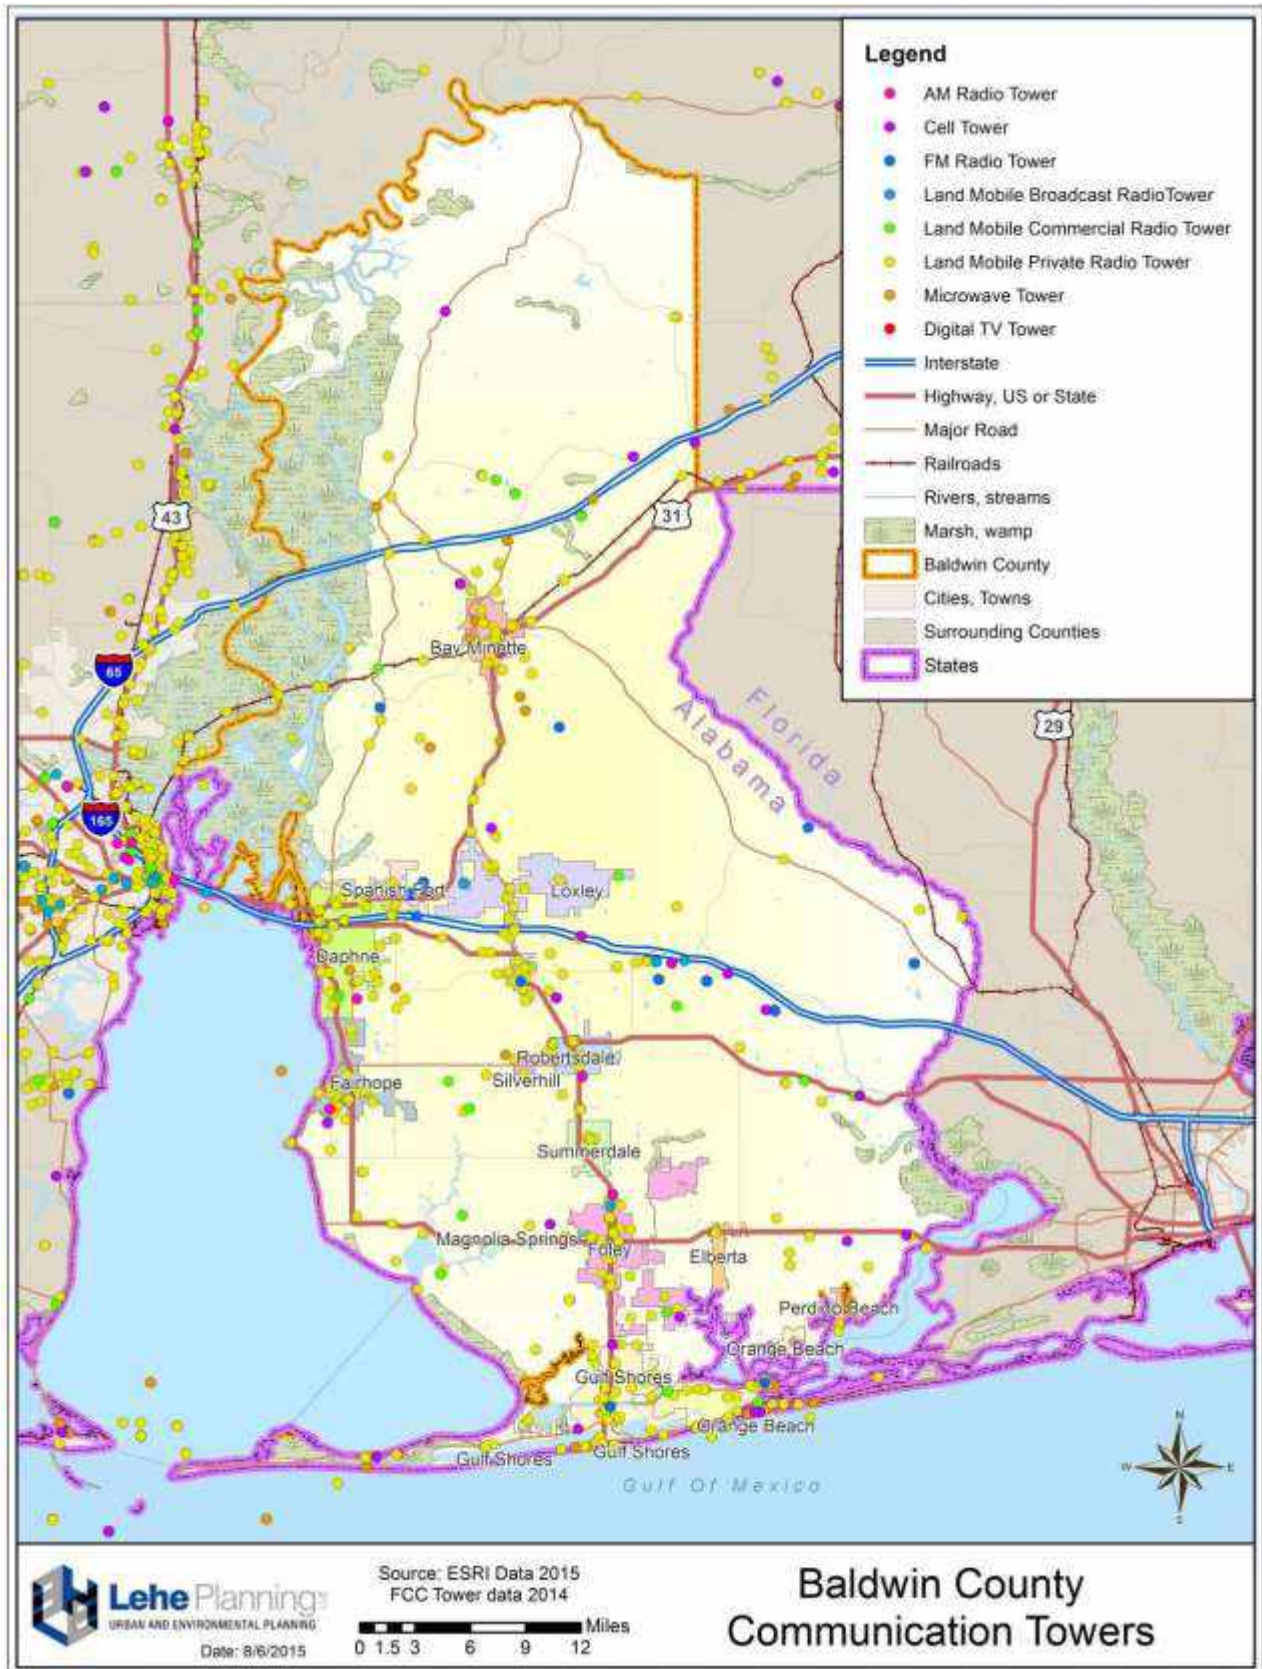 Legend
AM Radio Tower
Cell Tower
FM Radio Tower
Land Mobile Broadcast RadioTower
Land Mobile Commercial Radio Tower
Land Mobile Private Radio Tower
Microwave Tower
Digital TV Tower
Interstate
Highway, US or State
Major Road
Railroads
Rivers, streams
Marsh, wamp
Baldwin County
Cities, Towns
Surrounding Counties
States
43
31
65
Bay Minette
Florida
Alabama
29
165
Spanish Fort
Loxley
Daphne
Robertsdale
Silverhill
Fairhope
Summerdale
Magnolia Springs
Foley
Elberta
Perdido Beach
Orange Beach
Gulf Shores
Orange Beach
Gulf Shores
Gulf Shores
Gulf Of Mexico
N
W
E
S
Lehe Planning
URBAN AND ENVIRONMENTAL PLANNING
Date: 8/6/2015
Source: ESRI Data 2015
FCC Tower data 2014
Miles
0 1.5 3 6 9 12
Baldwin County
Communication Towers